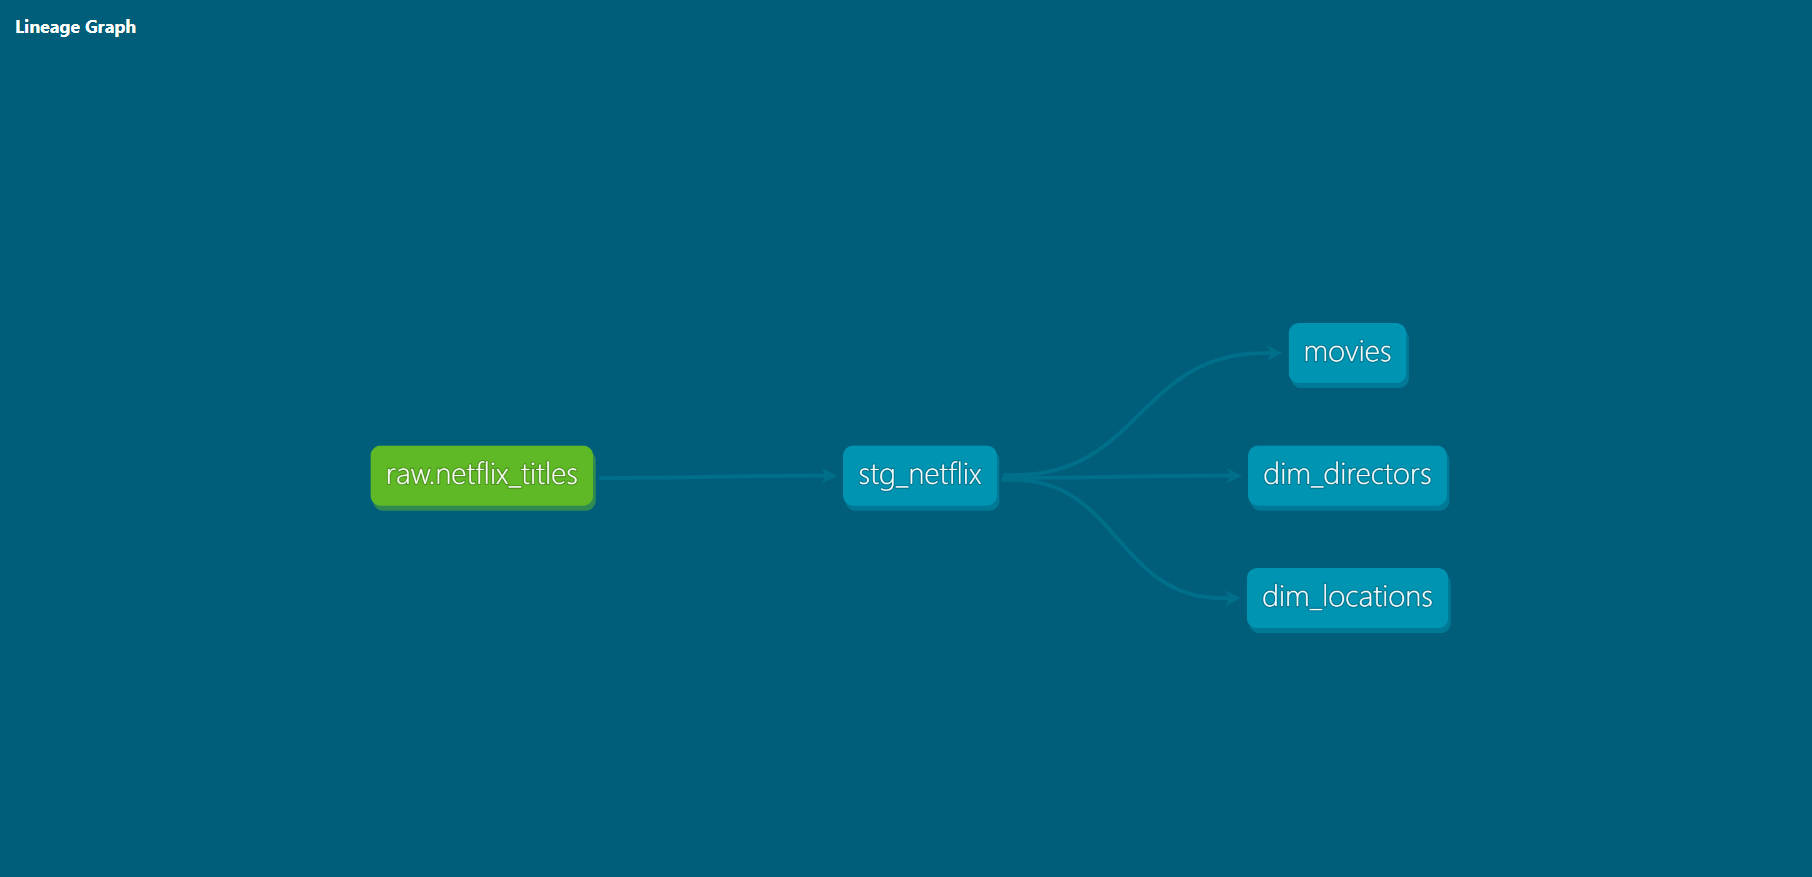 Lineage Graph
movies
raw.netflix_titles
stg_netflix
dim_directors
dim_locations